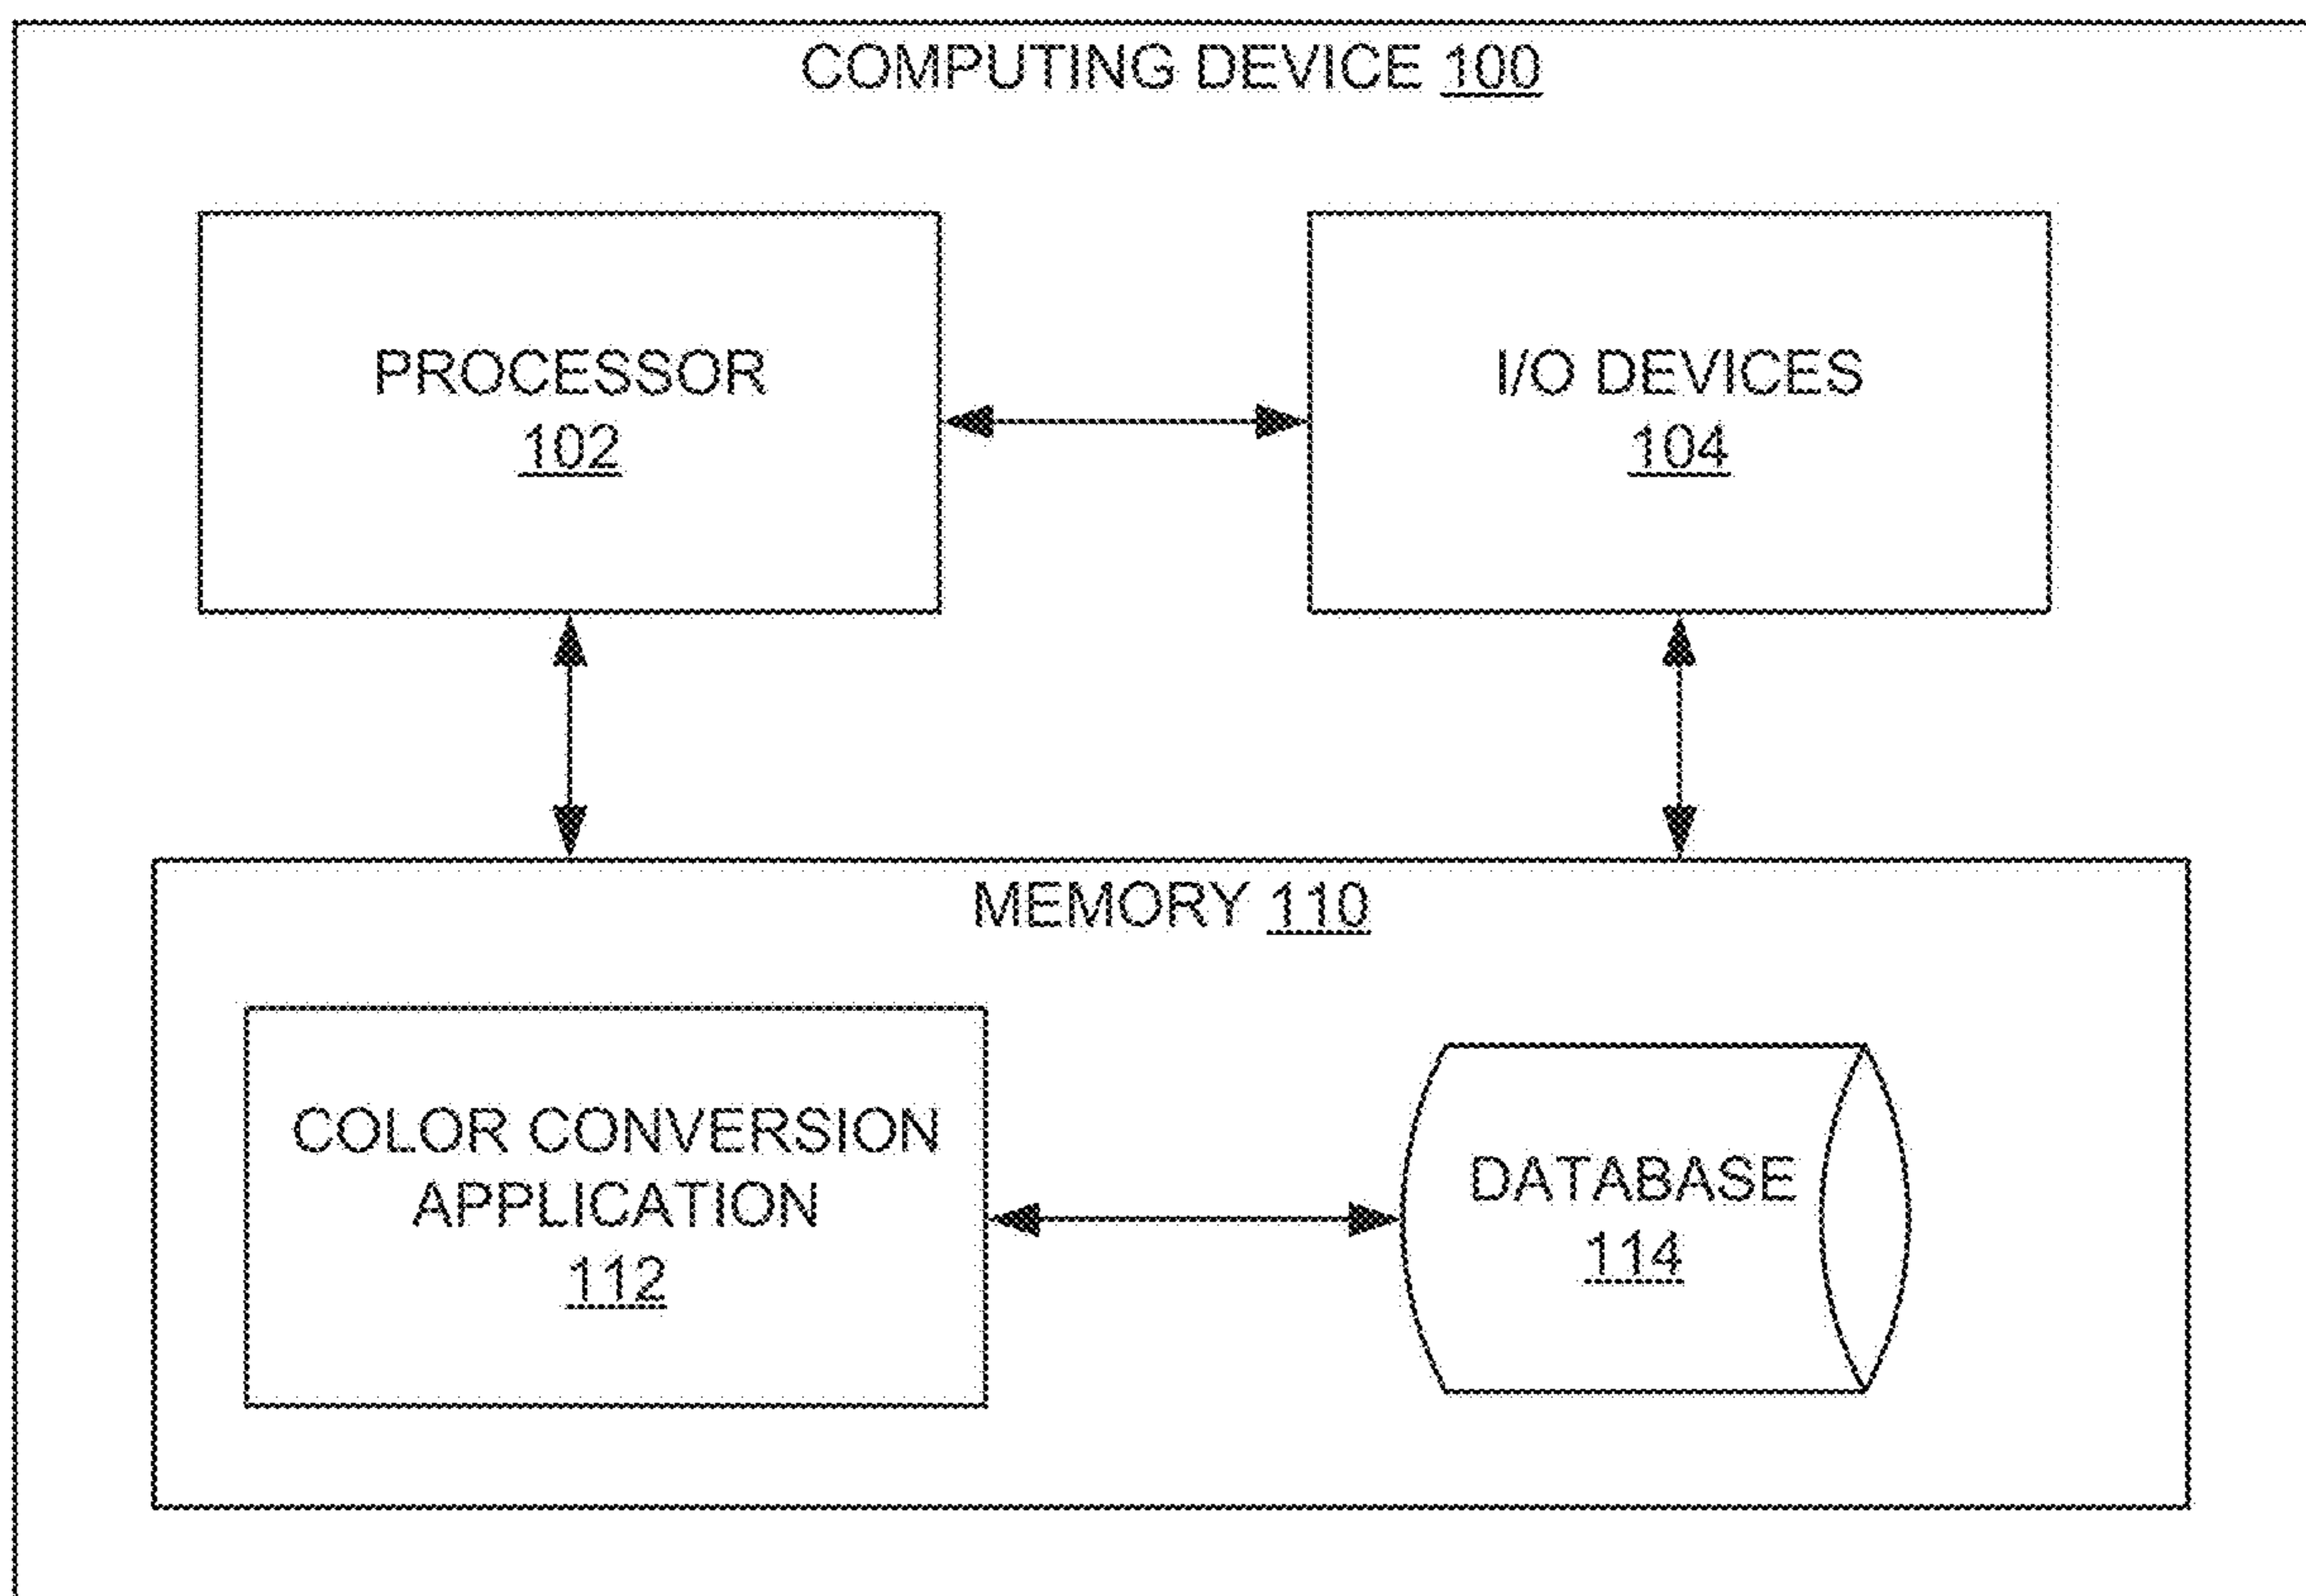 COMPUTING DEVICE 100
PROCESSOR
102
I/O DEVICES
104
MEMORY 110
COLOR CONVERSION
APPLICATION
112
DATABASE
114